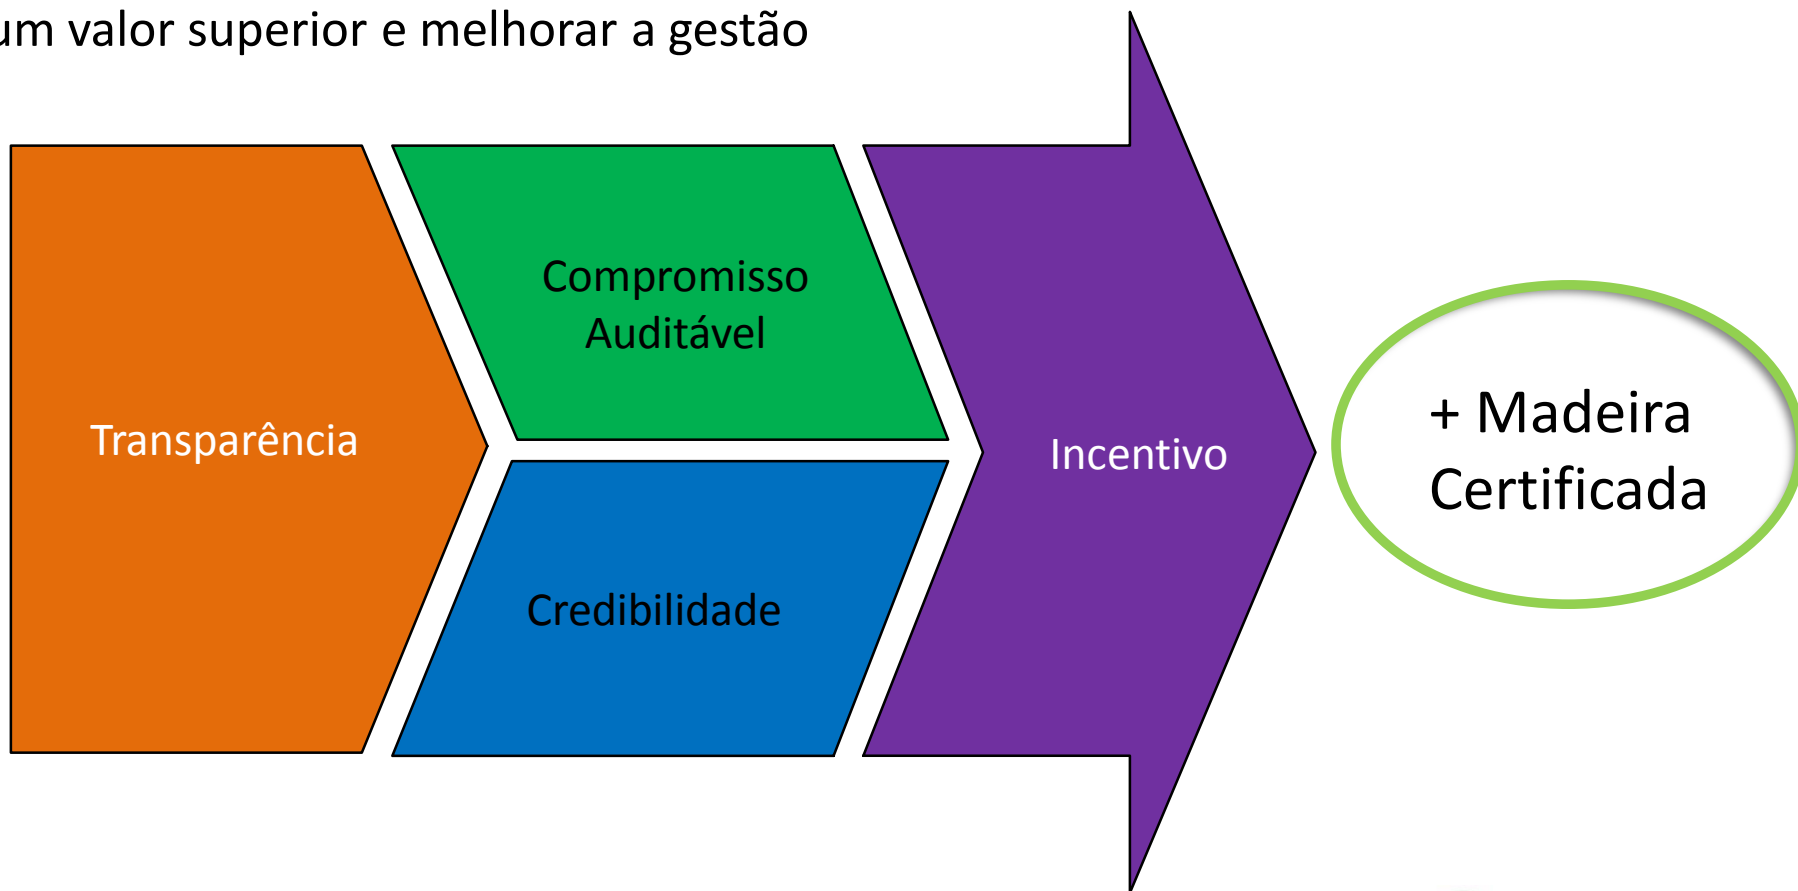 um valor superior e melhorar a gestão
Transparência
Compromisso
Auditável
Credibilidade
Incentivo
+ Madeira
Certificada